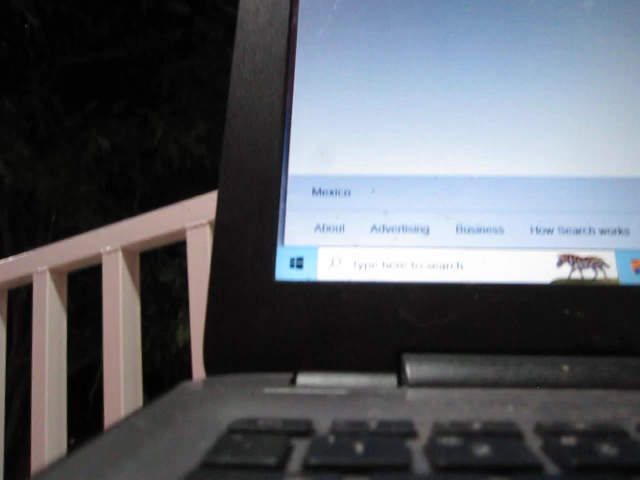 Mexico
About Advertising Business How Search works
Type here to search